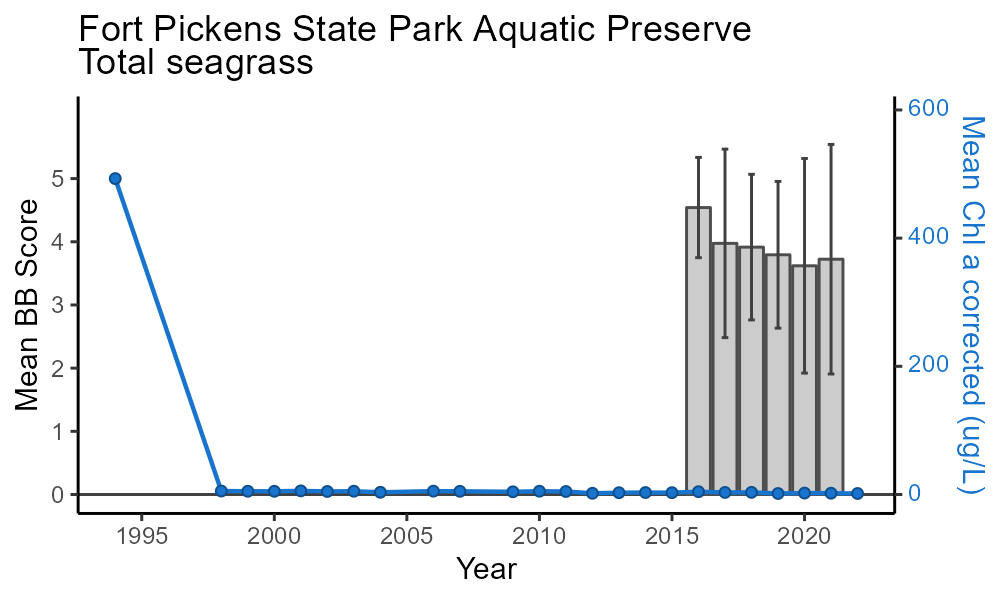 Fort Pickens State Park Aquatic Preserve
Total seagrass
Mean BB Score
5
4
3
2
1
0
600
400
200
0
Mean Chl a corrected (ug/L)
1995 2000 2005 2010 2015 2020
Year